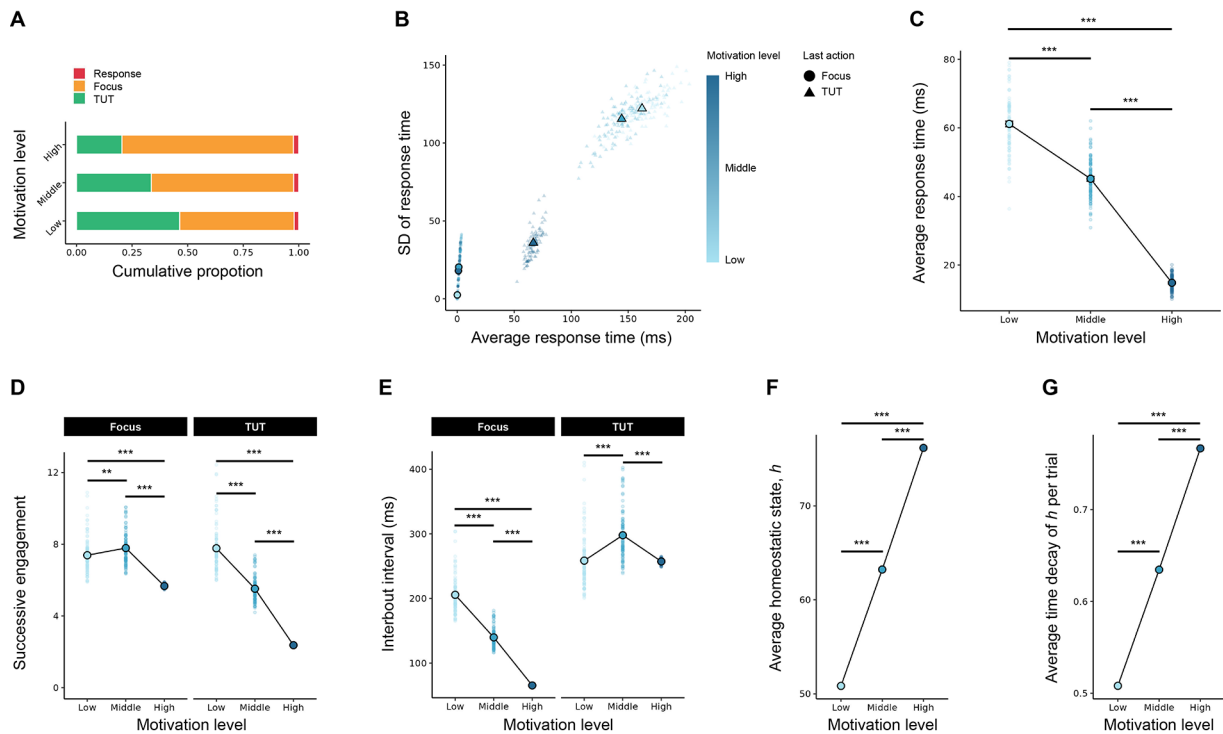 A
Response
Focus
TUT
Motivation level
High
Middle
Low
0.00 0.25 0.50 0.75 1.00
Cumulative propotion
B
SD of response time
150
100
50
0
0 50 100 150 200
Average response time (ms)
Motivation level
High
Middle
Low
Last action
Focus
TUT
C
*** 
***
***
Average response time (ms)
80
60
40
20
Low Middle High
Motivation level
D
Focus TUT
*** ***
** ***
*** ***
Successive engagement
12
8
4
0
Low Middle High Low Middle High
Motivation level
E
Focus TUT
*** ***
*** ***
***
Interbout interval (ms)
400
300
200
100
Low Middle High Low Middle High
Motivation level
F
***
***
***
Average homeostatic state, h
70
60
50
Low Middle High
Motivation level
G
***
***
***
Average time decay of h per trial
0.7
0.6
0.5
Low Middle High
Motivation level